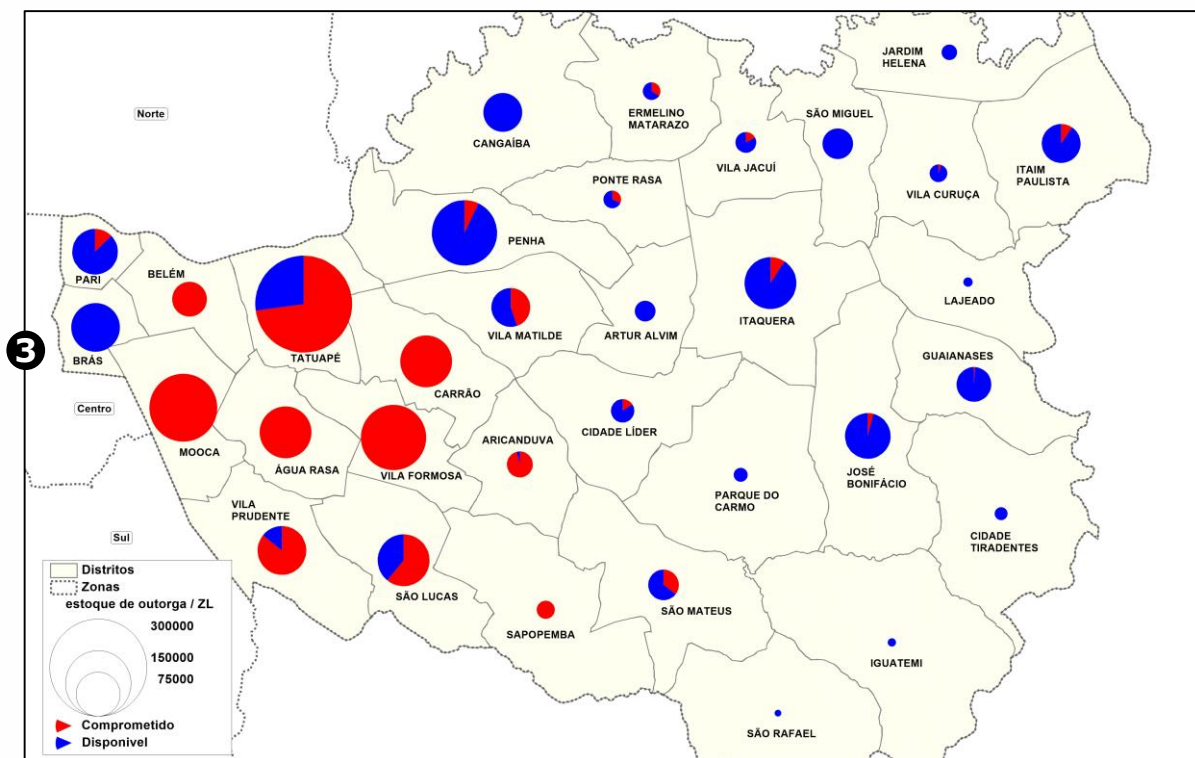 3
Norte
JARDIM
HELENA
ERMELINO
MATARAZO
SÃO MIGUEL
CANGAÍBA
VILA JACUÍ
ITAIM
PAULISTA
PONTE RASA
VILA CURUÇA
PENHA
PARI
BELÉM
LAJEADO
BRÁS
TATUAPÉ
VILA MATILDE
ARTUR ALVIM
ITAQUERA
GUAIANASES
CARRÃO
Centro
MOOCA
ÁGUA RASA
VILA FORMOSA
ARICANDUVA
CIDADE LÍDER
JOSÉ
BONIFÁCIO
PARQUE DO
CARMO
VILA
PRUDENTE
Sul
CIDADE
TIRADENTES
SÃO LUCAS
SAPOPEMBA
SÃO MATEUS
IGUATEMI
SÃO RAFAEL
Distritos
Zonas
estoque de outorga / ZL
300000
150000
75000
Comprometido
Disponivel